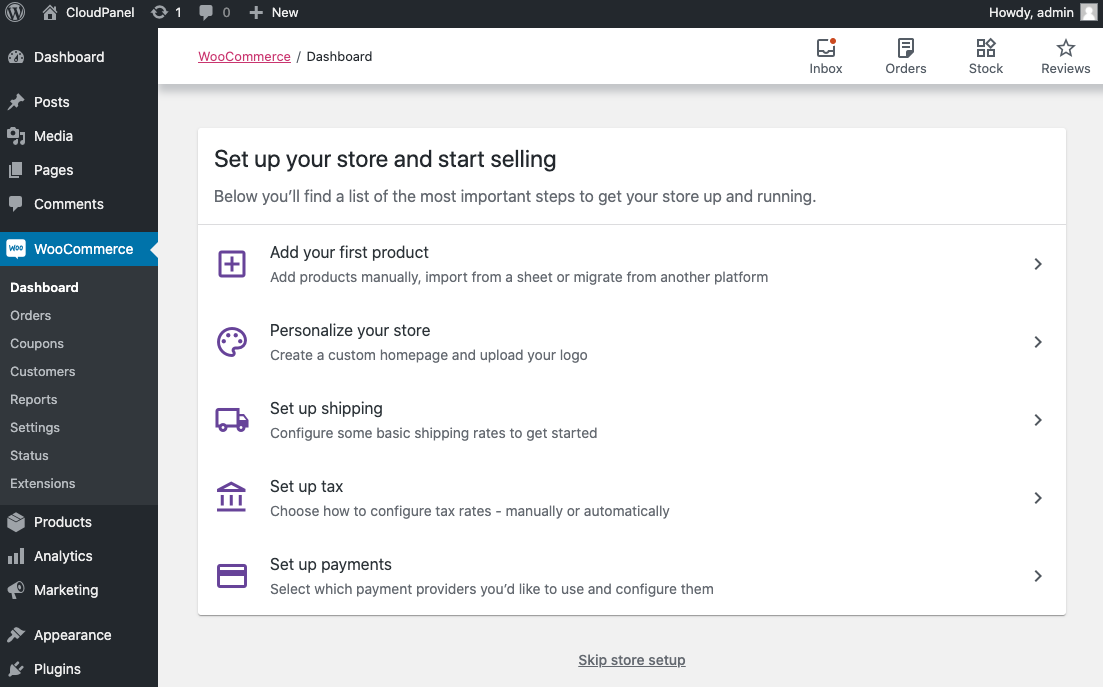 CloudPanel 1 0 New Howdy, admin
Dashboard
Posts
Media
Pages
Comments
WOO WooCommerce
Dashboard
Orders
Coupons
Customers
Reports
Settings
Status
Extensions
Products
Analytics
Marketing
Appearance
Plugins
WooCommerce / Dashboard
Inbox
Orders
Stock
Reviews
Set up your store and start selling
Below you’ll find a list of the most important steps to get your store up and running.
Add your first product
Add products manually, import from a sheet or migrate from another platform
Personalize your store
Create a custom homepage and upload your logo
Set up shipping
Configure some basic shipping rates to get started
Set up tax
Choose how to configure tax rates - manually or automatically
Set up payments
Select which payment providers you’d like to use and configure them
Skip store setup